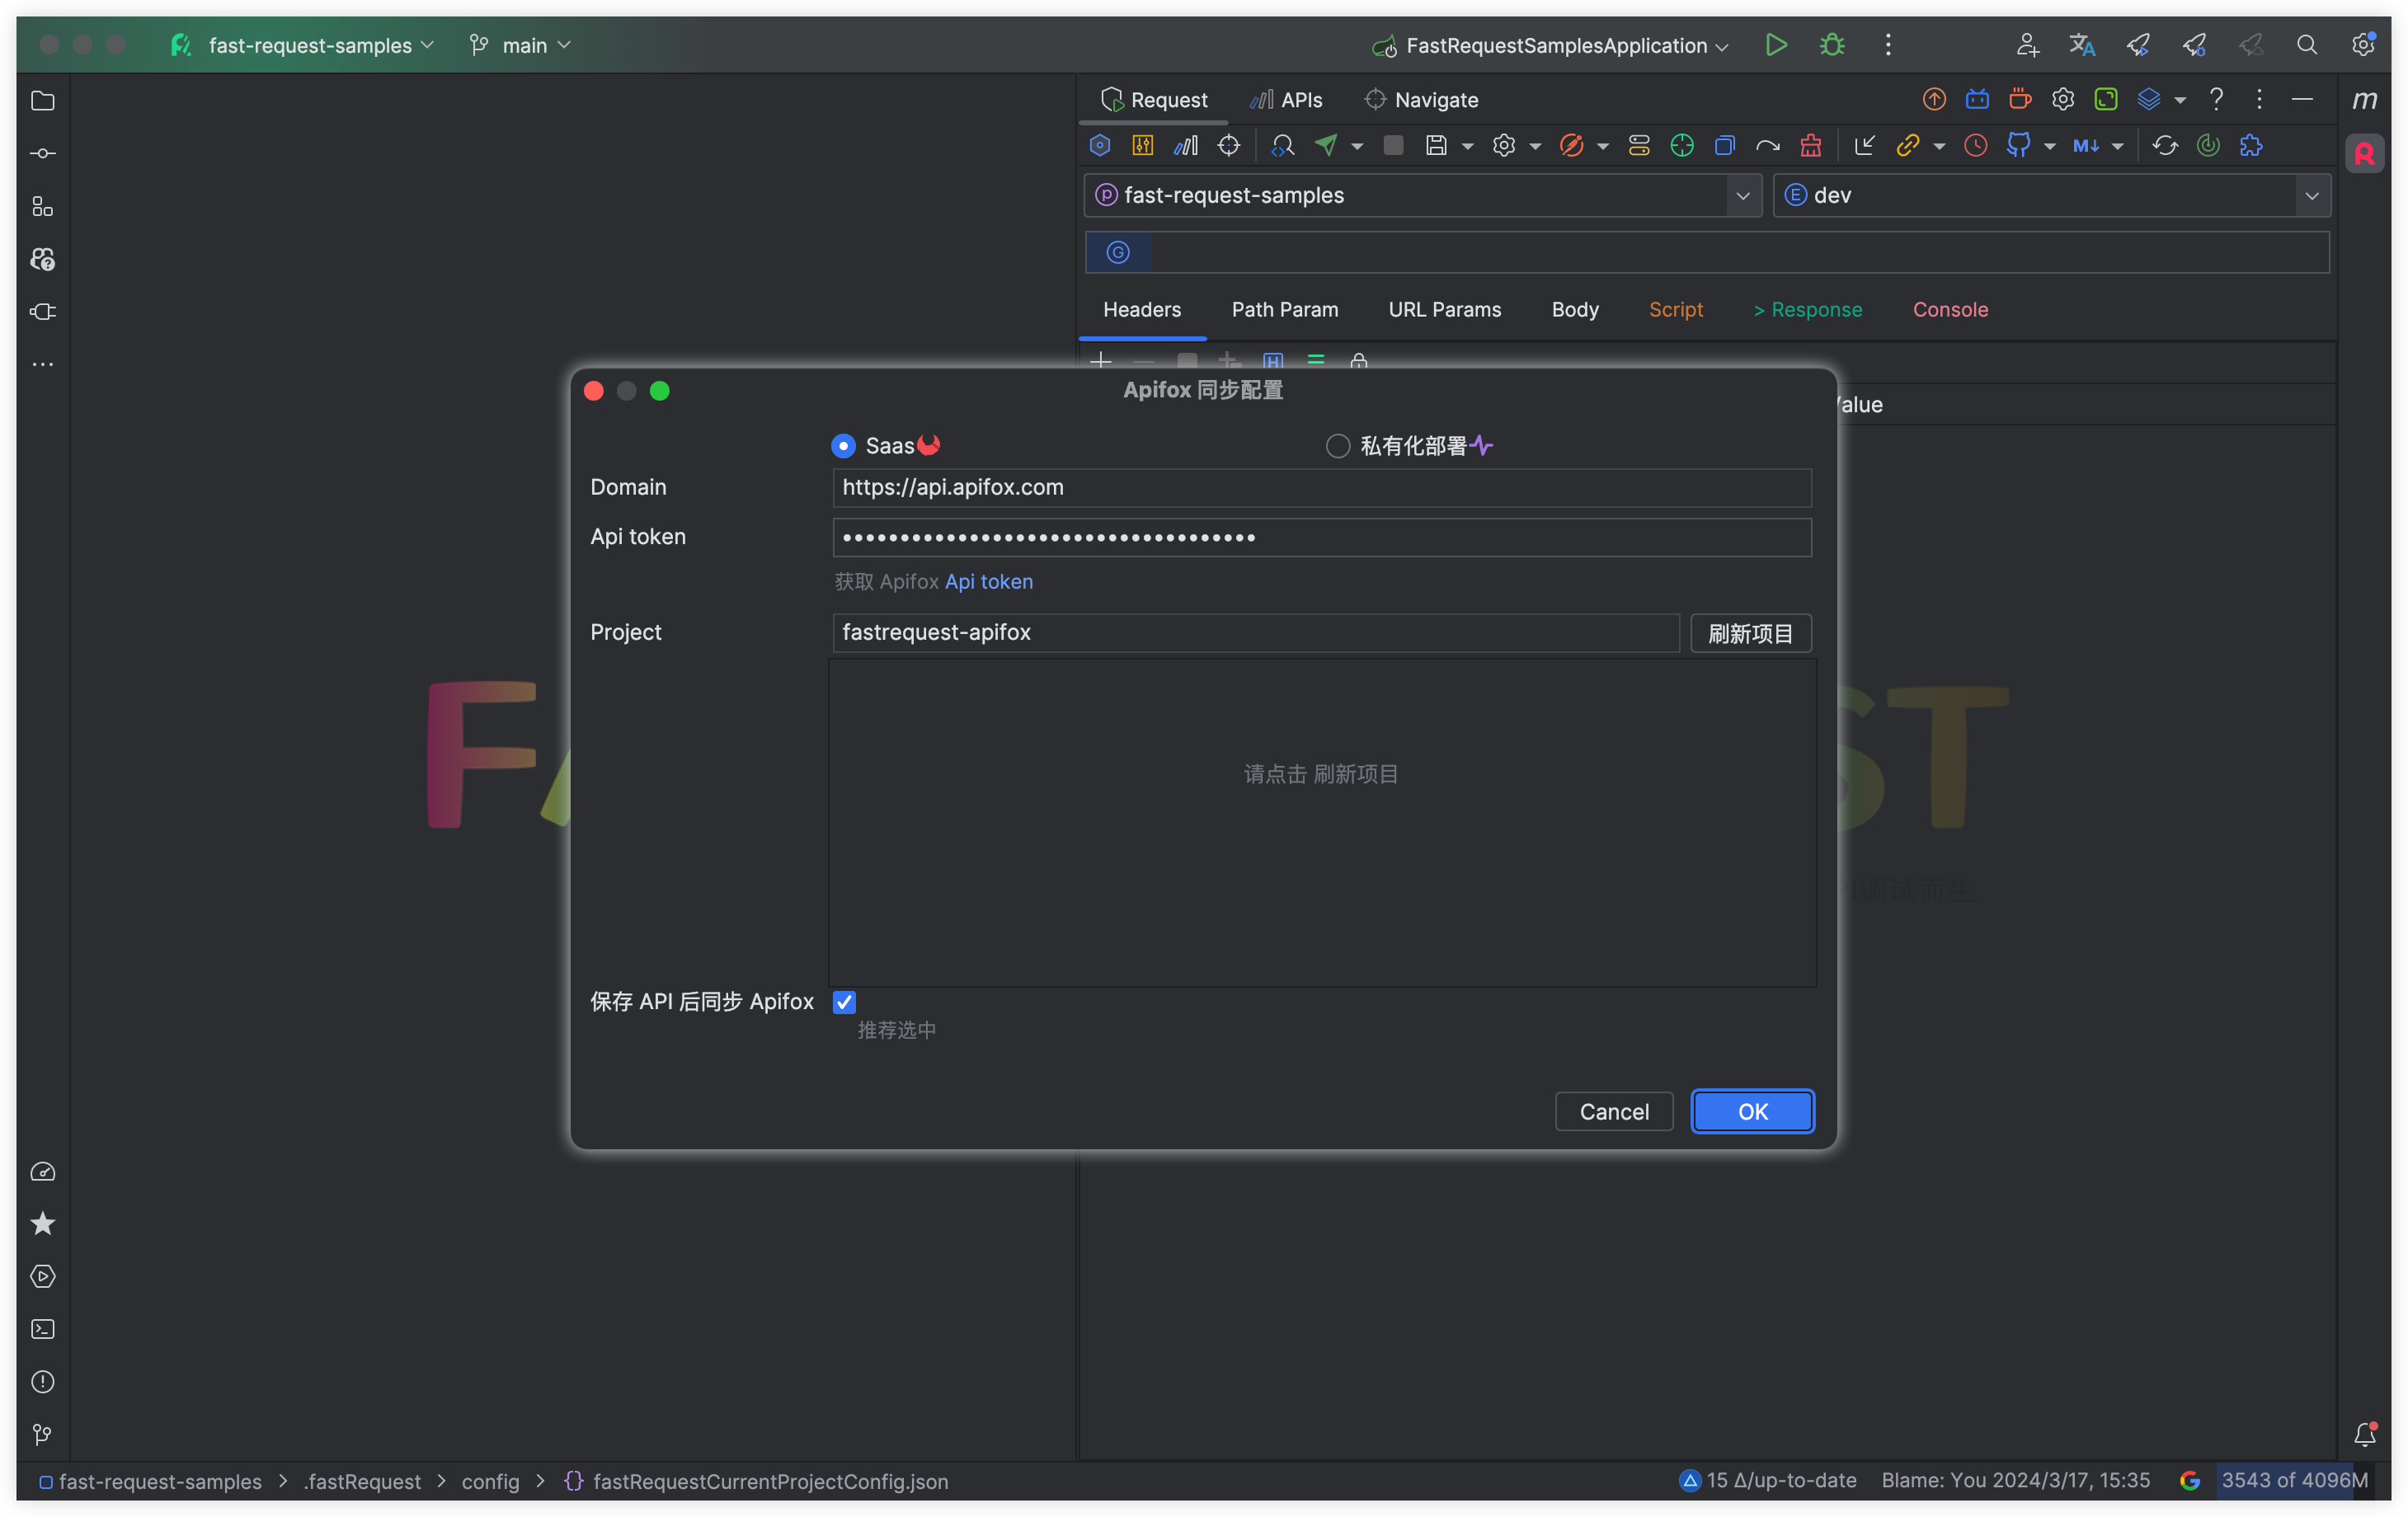 fast-request-samples
main
FastRequestSamplesApplication
Request
APIs
Navigate
fast-request-samples
dev
Headers
Path Param
URL Params
Body
Script
> Response
Console
Apifox 同步配置
alue
Saas
私有化部署
Domain
https://api.apifox.com
Api token
••••••••••••••••••••••••••••••••••••
获取 Apifox Api token
Project
fastrequest-apifox
刷新项目
请点击 刷新项目
调试而生
保存 API 后同步 Apifox
推荐选中
Cancel
OK
fast-request-samples > .fastRequest > config > {} fastRequestCurrentProjectConfig.json
15 Δ/up-to-date
Blame: You 2024/3/17, 15:35
3543 of 4096M